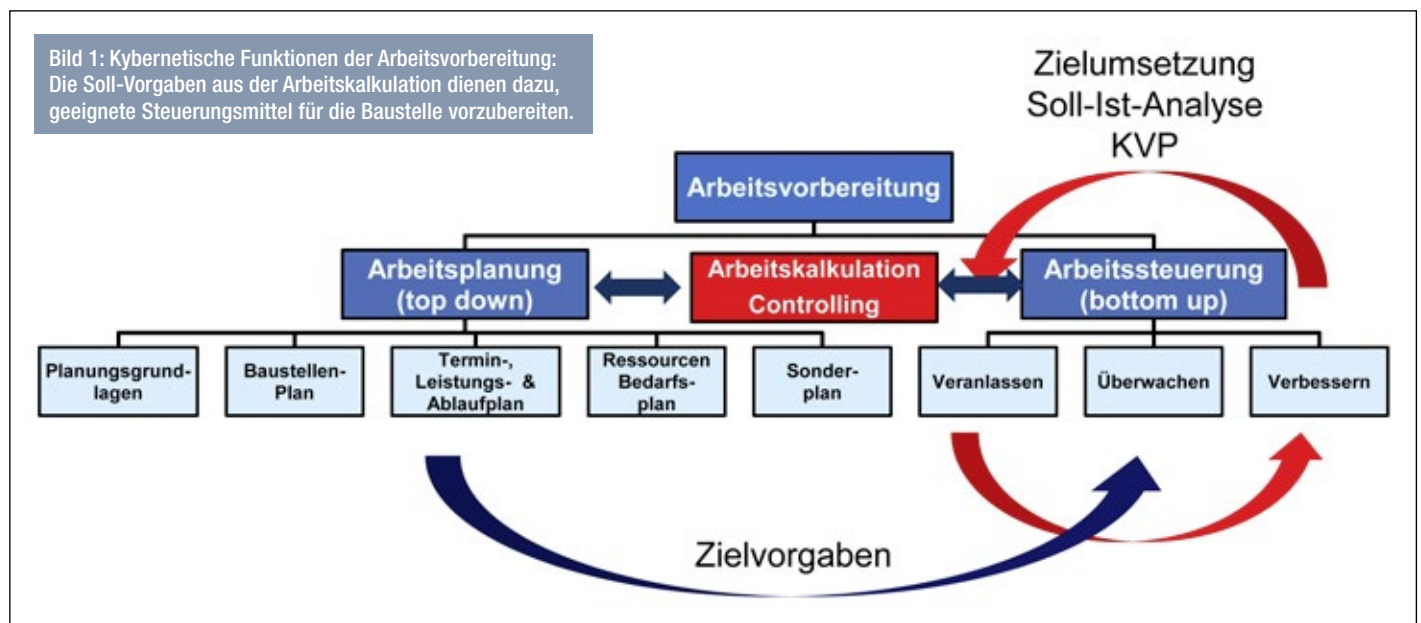 Bild 1: Kybernetische Funktionen der Arbeitsvorbereitung:
Die Soll-Vorgaben aus der Arbeitskalkulation dienen dazu,
geeignete Steuerungsmittel für die Baustelle vorzubereiten.
Zielumsetzung
Soll-Ist-Analyse
KVP
Arbeitsvorbereitung
Arbeitsplanung
(top down)
Arbeitskalkulation
Controlling
Arbeitssteuerung
(bottom up)
Planungsgrund-
lagen
Baustellen-
Plan
Termin-,
Leistungs- &
Ablaufplan
Ressourcen
Bedarfs-
plan
Sonder-
plan
Veranlassen
Überwachen
Verbessern
Zielvorgaben